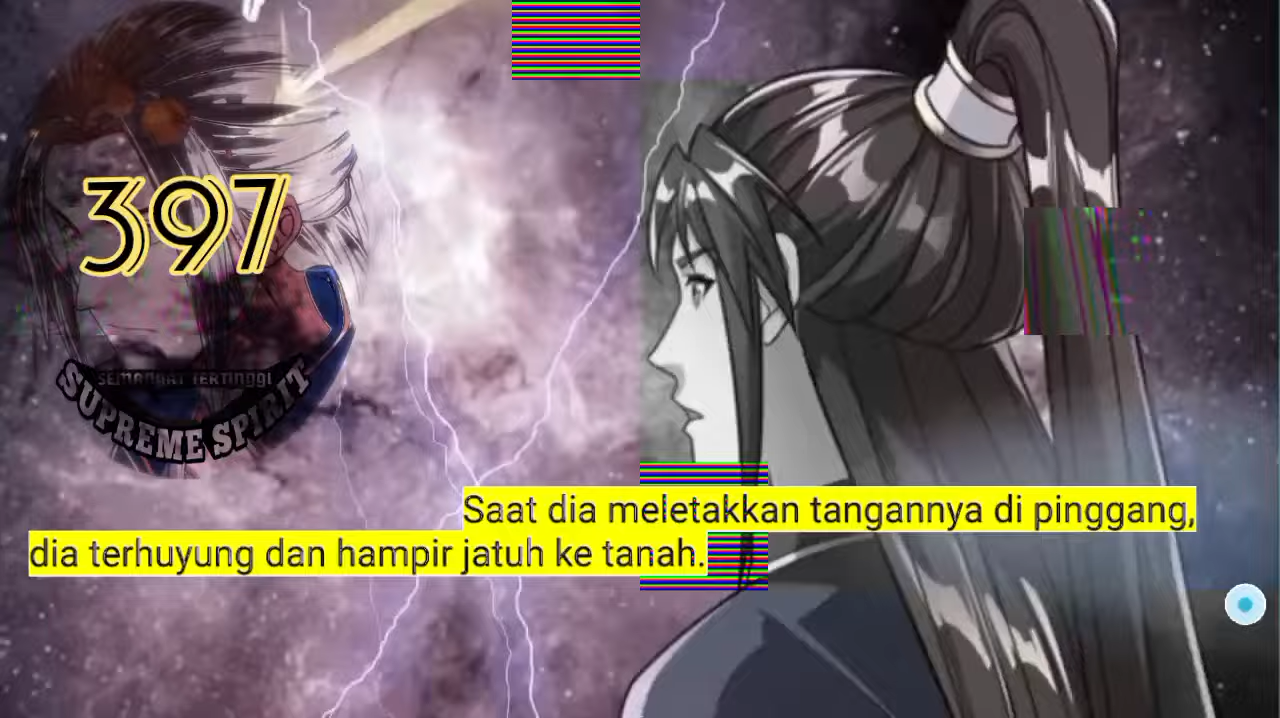 397
SEMANGAT TERTINGGI
SUPREME SPIRIT
Saat dia meletakkan tangannya di pinggang,
dia terhuyung dan hampir jatuh ke tanah.